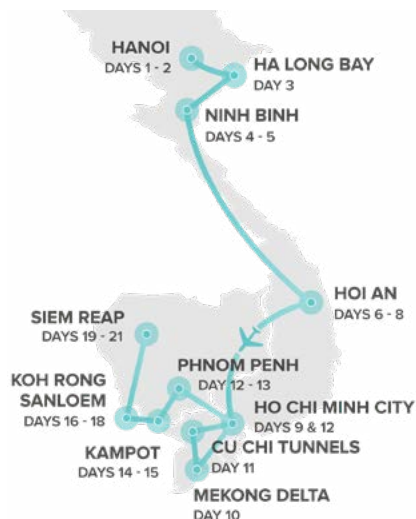 HANOI
DAYS 1 - 2
HA LONG BAY
DAY 3
NINH BINH
DAYS 4 - 5
HOI AN
DAYS 6 - 8
SIEM REAP
DAYS 19 - 21
PHNOM PENH
DAY 12 - 13
KOH RONG
SANLOEM
DAYS 16 - 18
HO CHI MINH CITY
DAYS 9 & 12
KAMPOT
DAYS 14 - 15
CU CHI TUNNELS
DAY 11
MEKONG DELTA
DAY 10